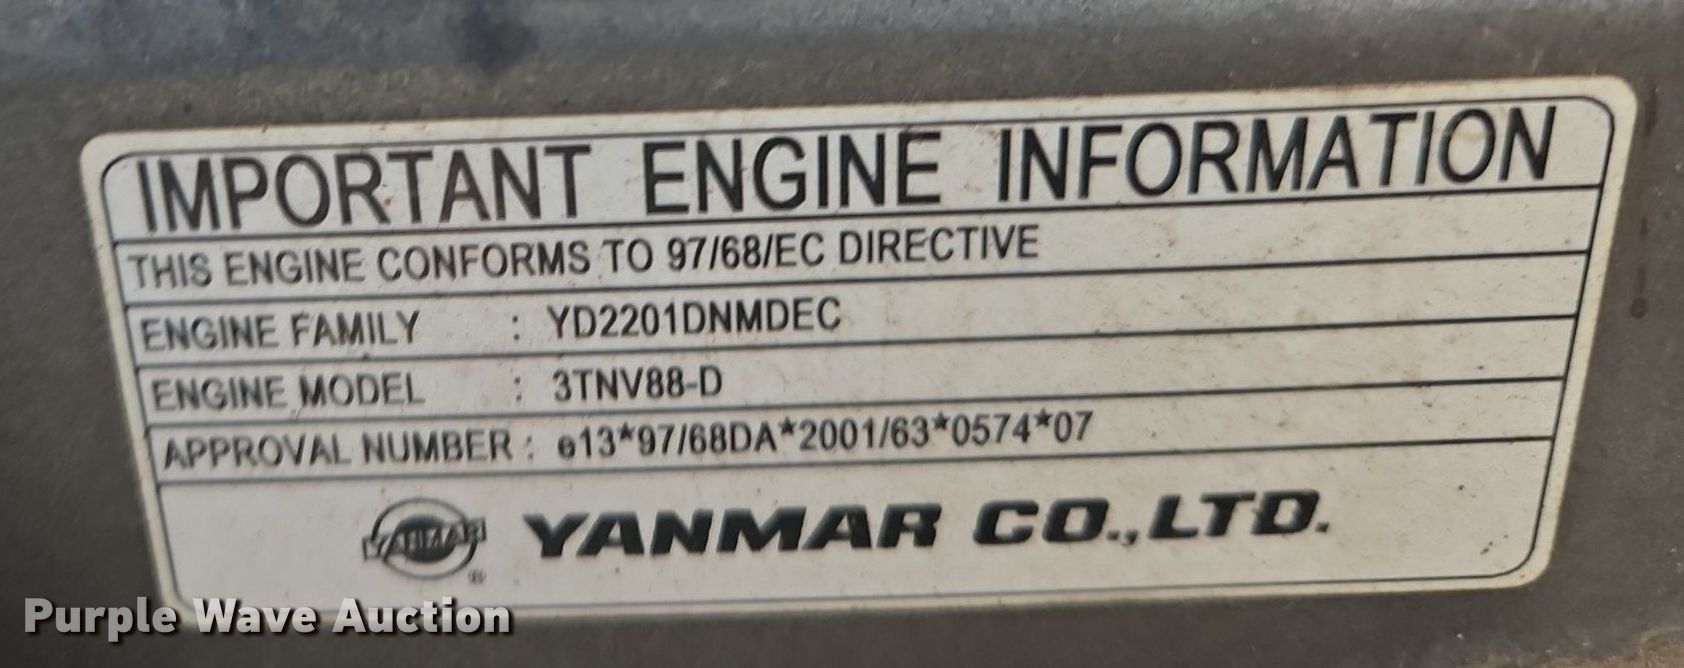 IMPORTANT ENGINE INFORMATION
THIS ENGINE CONFORMS TO 97/68/EC DIRECTIVE
ENGINE FAMILY : YD2201DNMDEC
ENGINE MODEL : 3TNV88-D
APPROVAL NUMBER : e13*97/68DA*2001/63*0574*07
YANMAR ® YANMAR CO.,LTD.
Purple Wave Auction